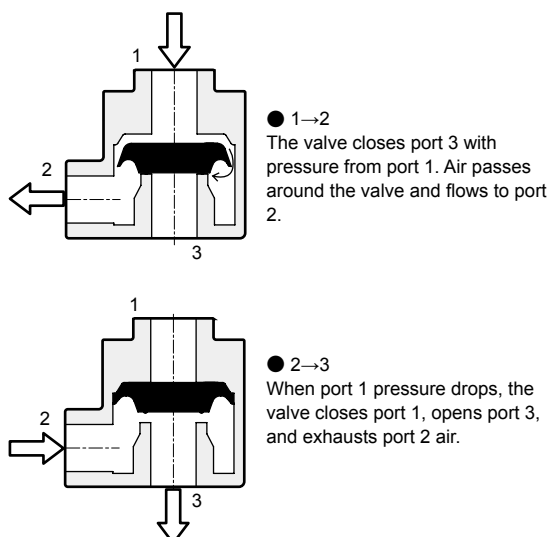 1
● 1→2
The valve closes port 3 with
pressure from port 1. Air passes
around the valve and flows to port
2.
2
3
1
● 2→3
When port 1 pressure drops, the
valve closes port 1, opens port 3,
and exhausts port 2 air.
2
3